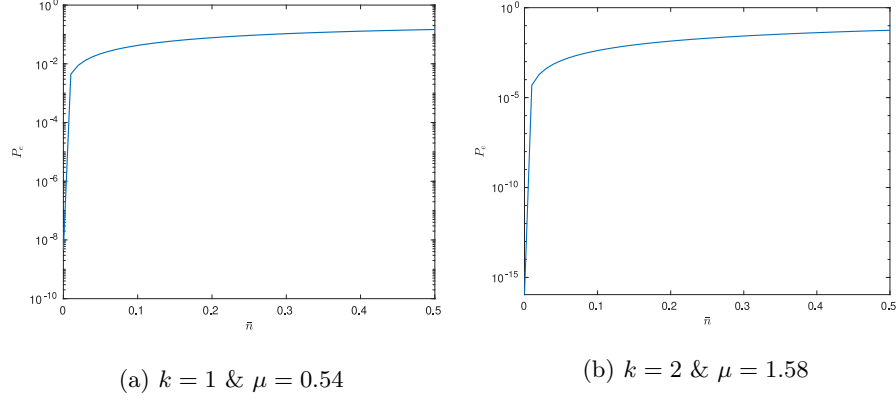 10^0
10^-2
10^-4
10^-6
10^-8
10^-10
P_e
0 0.1 0.2 0.3 0.4 0.5
n̄
(a) k = 1 & μ = 0.54
10^0
10^-5
10^-10
10^-15
P_e
0 0.1 0.2 0.3 0.4 0.5
n̄
(b) k = 2 & μ = 1.58